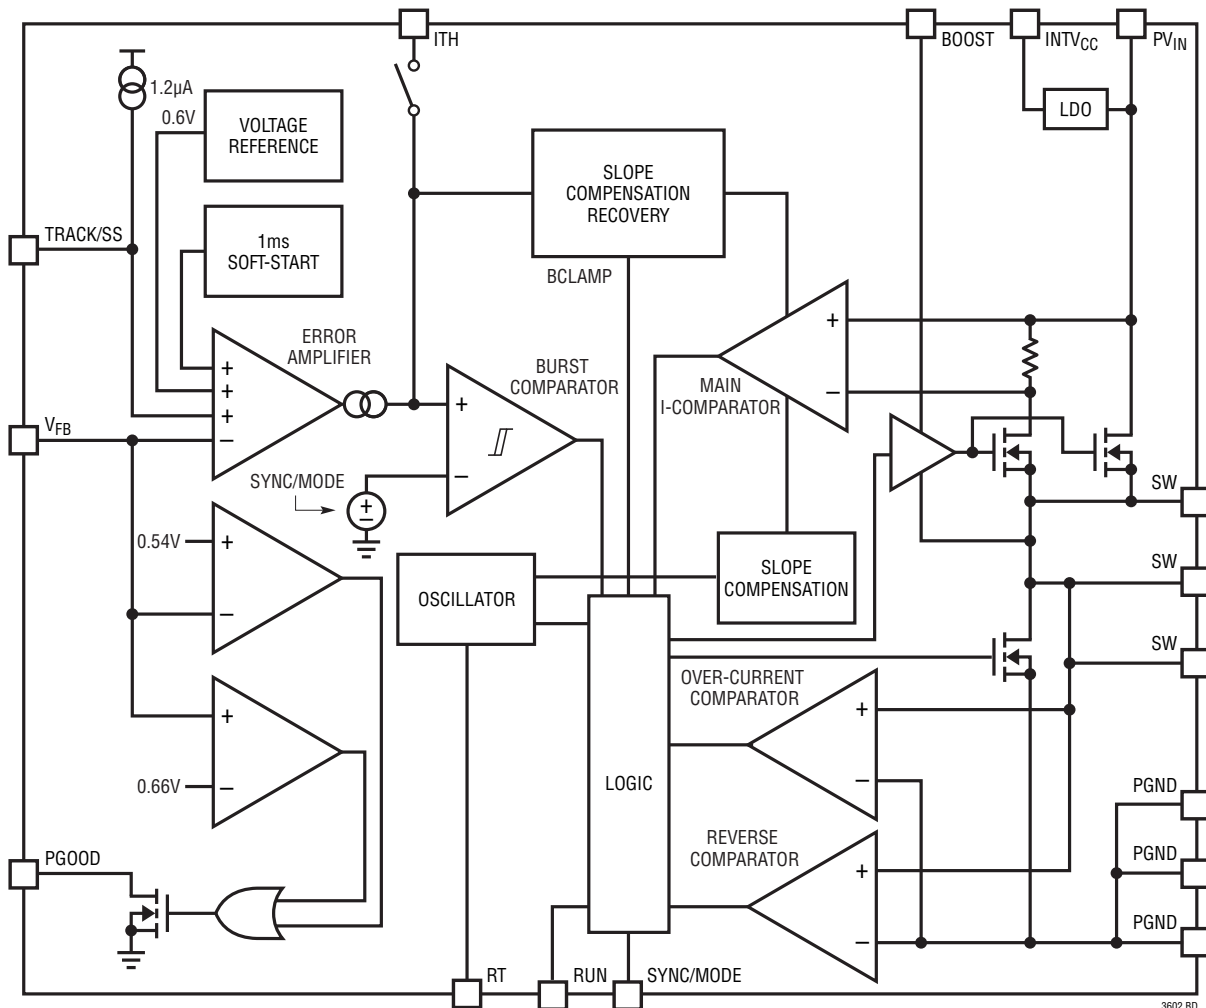 ITH
BOOST
INTVCC
PVIN
1.2µA
0.6V
VOLTAGE
REFERENCE
LDO
SLOPE
COMPENSATION
RECOVERY
TRACK/SS
1ms
SOFT-START
BCLAMP
ERROR
AMPLIFIER
+
+
+
–
BURST
COMPARATOR
+
–
MAIN
I-COMPARATOR
+
–
VFB
SYNC/MODE
+
–
SW
0.54V
+
–
OSCILLATOR
SLOPE
COMPENSATION
SW
SW
OVER-CURRENT
COMPARATOR
+
–
0.66V
+
–
LOGIC
PGND
REVERSE
COMPARATOR
+
–
PGND
PGND
PGOOD
RT
RUN
SYNC/MODE
3602 BD